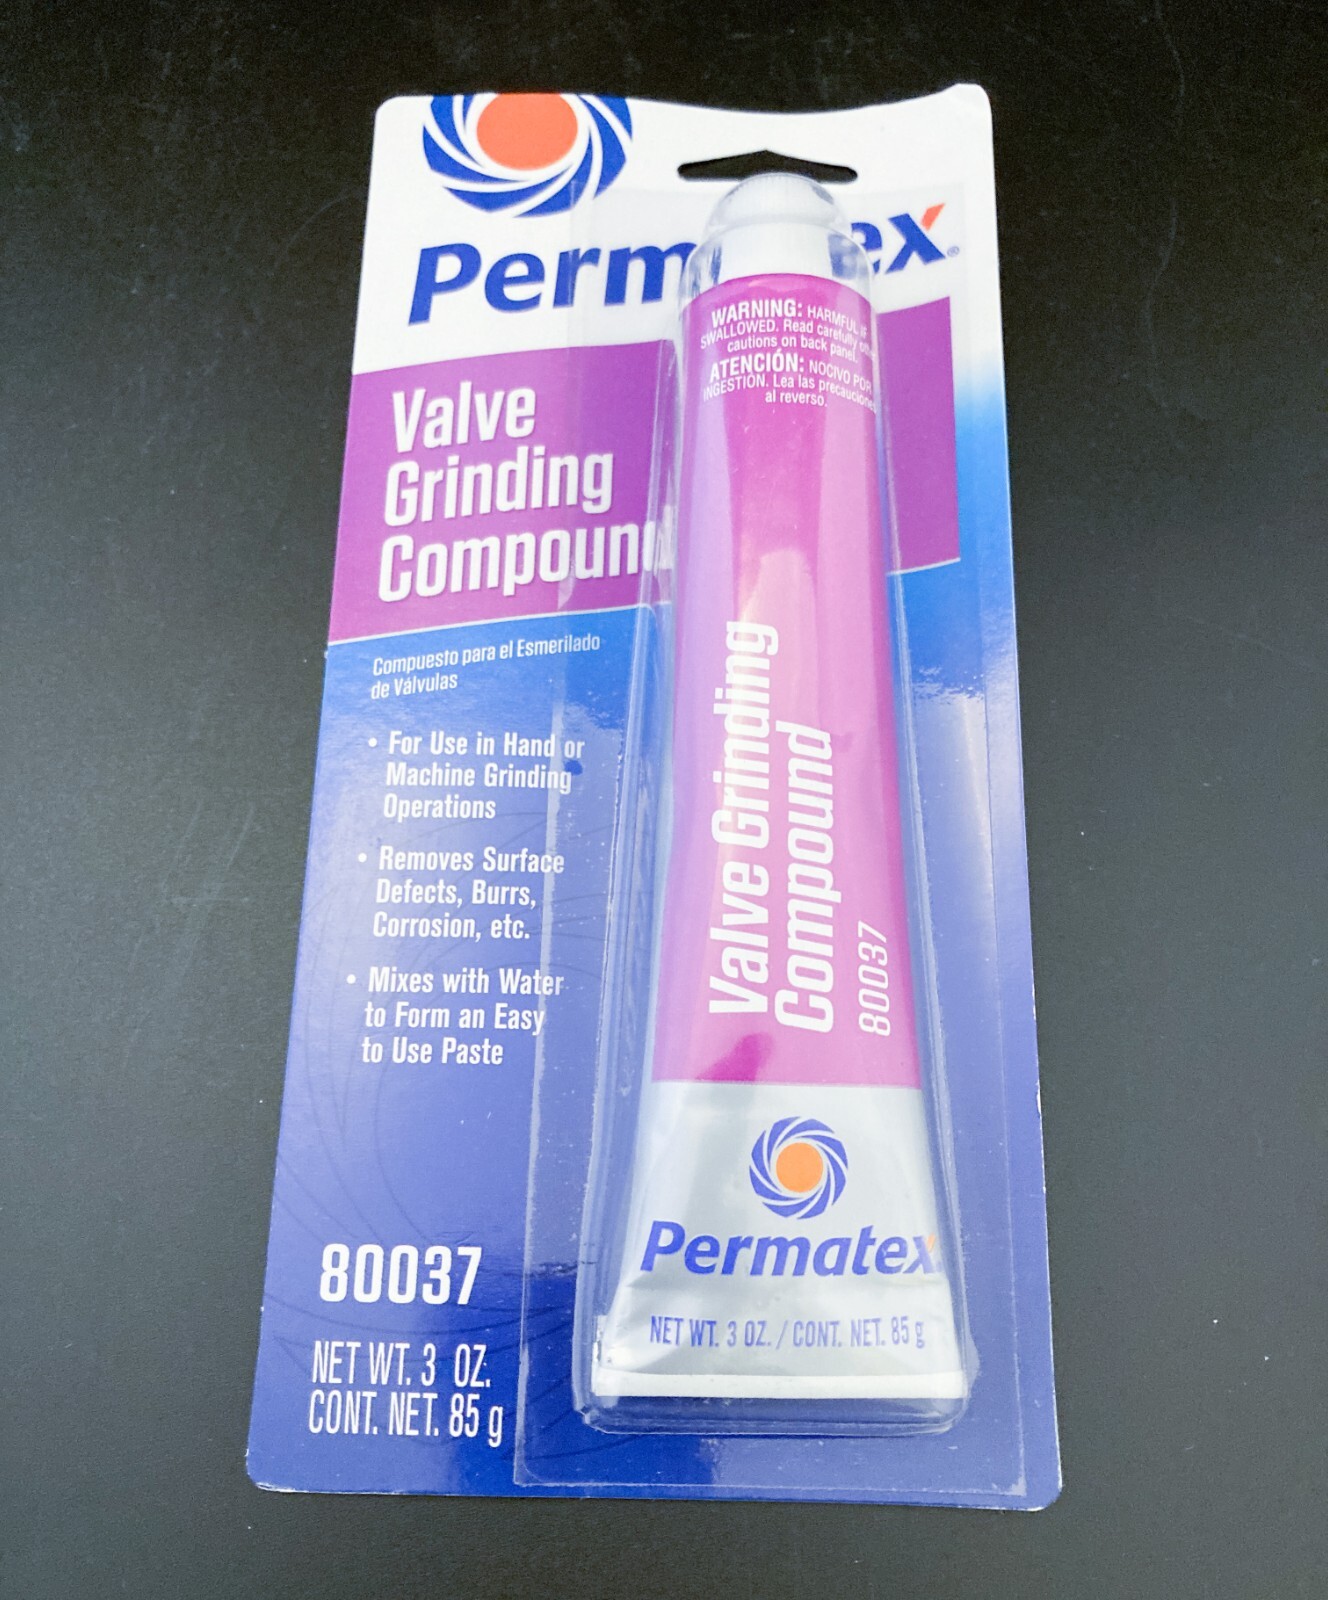 Permatex®
Valve
Grinding
Compound
Compuesto para el Esmerilado
de Válvulas
• For Use in Hand or
Machine Grinding
Operations
• Removes Surface
Defects, Burrs,
Corrosion, etc.
• Mixes with Water
to Form an Easy
to Use Paste
80037
NET WT. 3 OZ.
CONT. NET. 85 g
WARNING: HARMFUL IF
SWALLOWED. Read carefully other
cautions on back panel.
ATENCIÓN: NOCIVO POR
INGESTIÓN. Lea las precauciones
al reverso.
Valve Grinding
Compound
80037
Permatex
NET WT. 3 OZ. / CONT. NET. 85 g